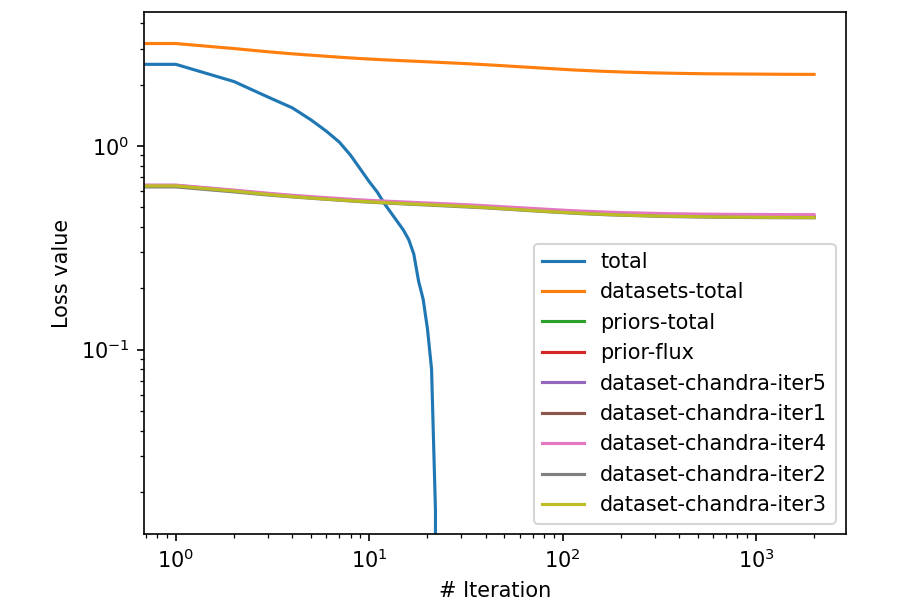 Loss value
10⁰
10⁻¹
total
datasets-total
priors-total
prior-flux
dataset-chandra-iter5
dataset-chandra-iter1
dataset-chandra-iter4
dataset-chandra-iter2
dataset-chandra-iter3
10⁰ 10¹ 10² 10³
# Iteration